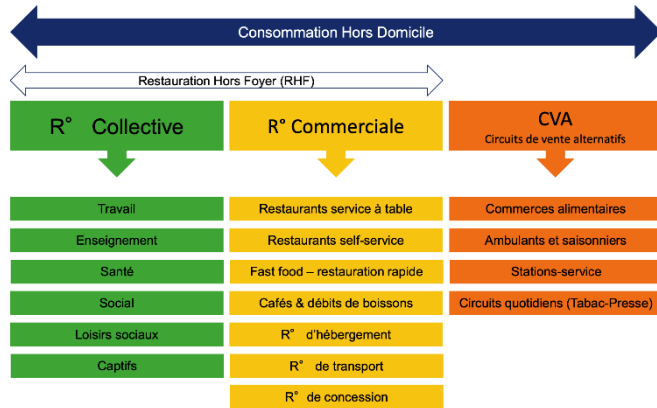 Consommation Hors Domicile
Restauration Hors Foyer (RHF)
R° Collective
R° Commerciale
CVA
Circuits de vente alternatifs
Travail
Enseignement
Santé
Social
Loisirs sociaux
Captifs
Restaurants service à table
Restaurants self-service
Fast food – restauration rapide
Cafés & débits de boissons
R° d'hébergement
R° de transport
R° de concession
Commerces alimentaires
Ambulants et saisonniers
Stations-service
Circuits quotidiens (Tabac-Presse)